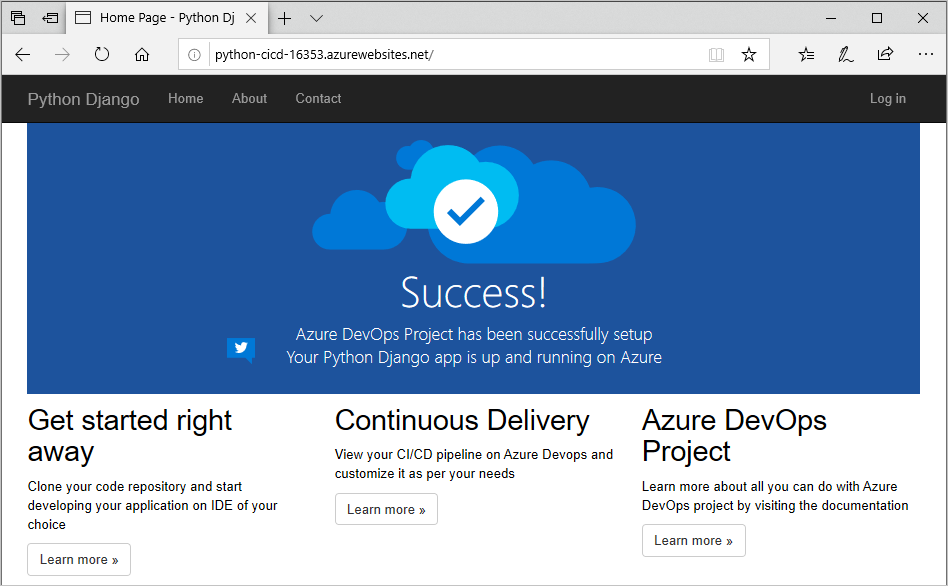 Home Page - Python Dj
python-cicd-16353.azurewebsites.net/
Python Django
Home
About
Contact
Log in
Success!
Azure DevOps Project has been successfully setup
Your Python Django app is up and running on Azure
Get started right
away
Clone your code repository and start
developing your application on IDE of your
choice
Learn more »
Continuous Delivery
View your CI/CD pipeline on Azure Devops and
customize it as per your needs
Learn more »
Azure DevOps
Project
Learn more about all you can do with Azure
DevOps project by visiting the documentation
Learn more »